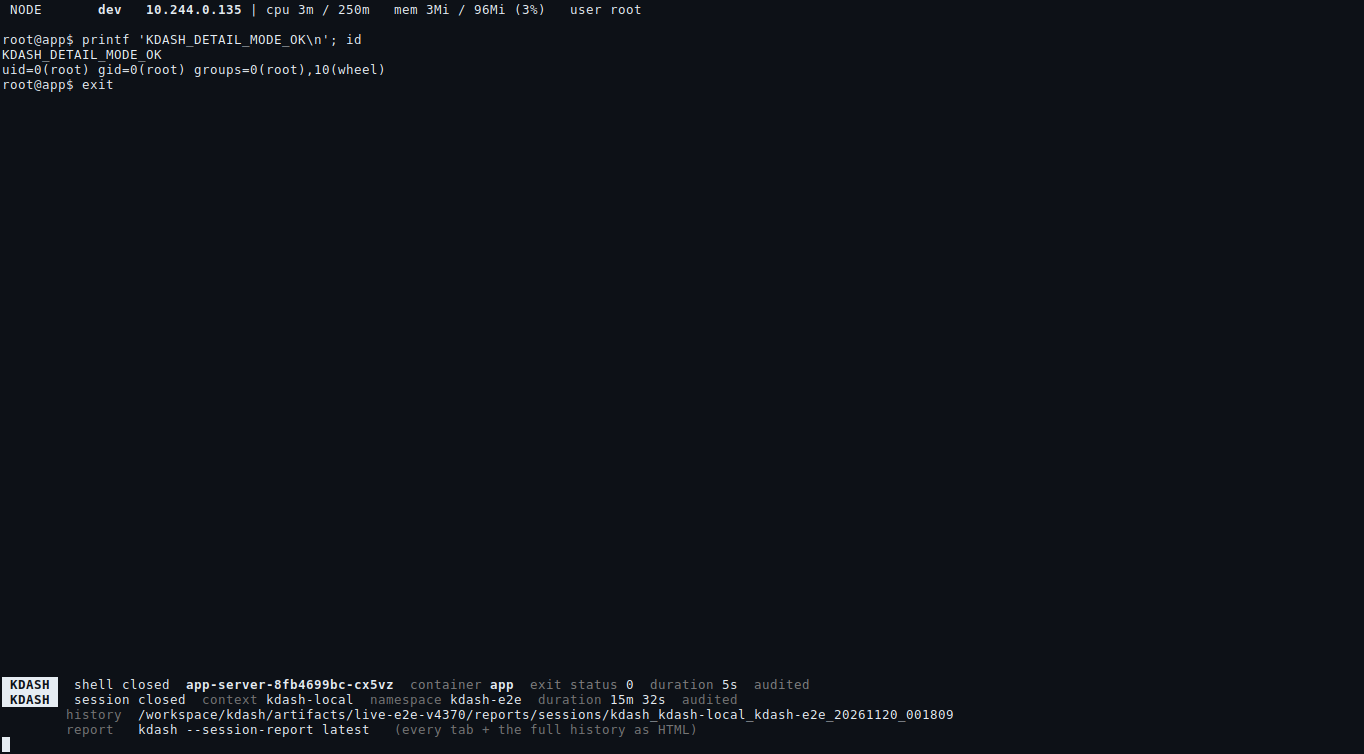 NODE dev 10.244.0.135 | cpu 3m / 250m mem 3Mi / 96Mi (3%) user root
root@app$ printf 'KDASH_DETAIL_MODE_OK\n'; id
KDASH_DETAIL_MODE_OK
uid=0(root) gid=0(root) groups=0(root),10(wheel)
root@app$ exit
KDASH shell closed app-server-8fb4699bc-cx5vz container app exit status 0 duration 5s audited
KDASH session closed context kdash-local namespace kdash-e2e duration 15m 32s audited
history /workspace/kdash/artifacts/live-e2e-v4370/reports/sessions/kdash_kdash-local_kdash-e2e_20261120_001809
report kdash --session-report latest (every tab + the full history as HTML)